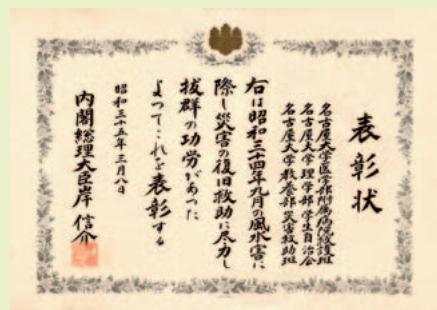 表彰状
名古屋大学医学部附属病院救護班
名古屋大学理学部学生自治会
名古屋大学教養部災害救助班
右は昭和三十四年九月の風水害に
際し災害の復旧救助に尽力し
抜群の功労があった
よってこれを表彰する
昭和三十五年三月八日
内閣総理大臣岸信介